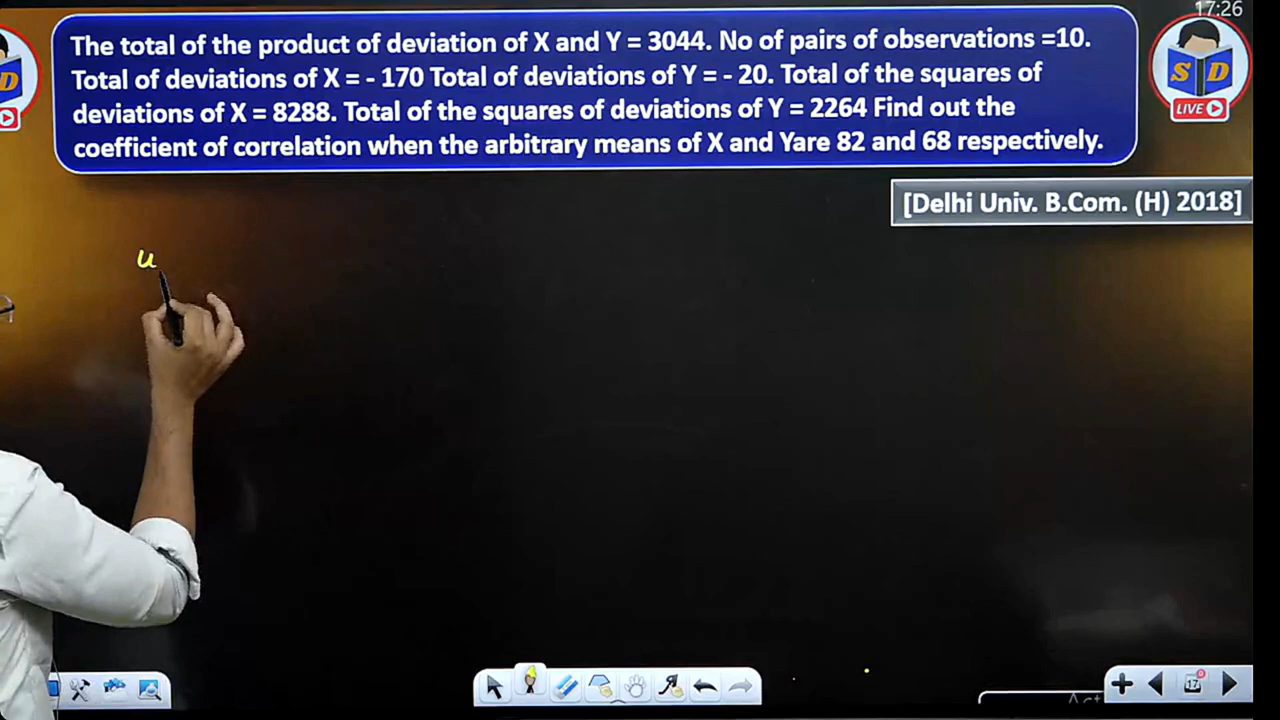 17:26
The total of the product of deviation of X and Y = 3044. No of pairs of observations =10.
Total of deviations of X = - 170 Total of deviations of Y = - 20. Total of the squares of
deviations of X = 8288. Total of the squares of deviations of Y = 2264 Find out the
coefficient of correlation when the arbitrary means of X and Yare 82 and 68 respectively.
D
S D
LIVE
[Delhi Univ. B.Com. (H) 2018]
u
17